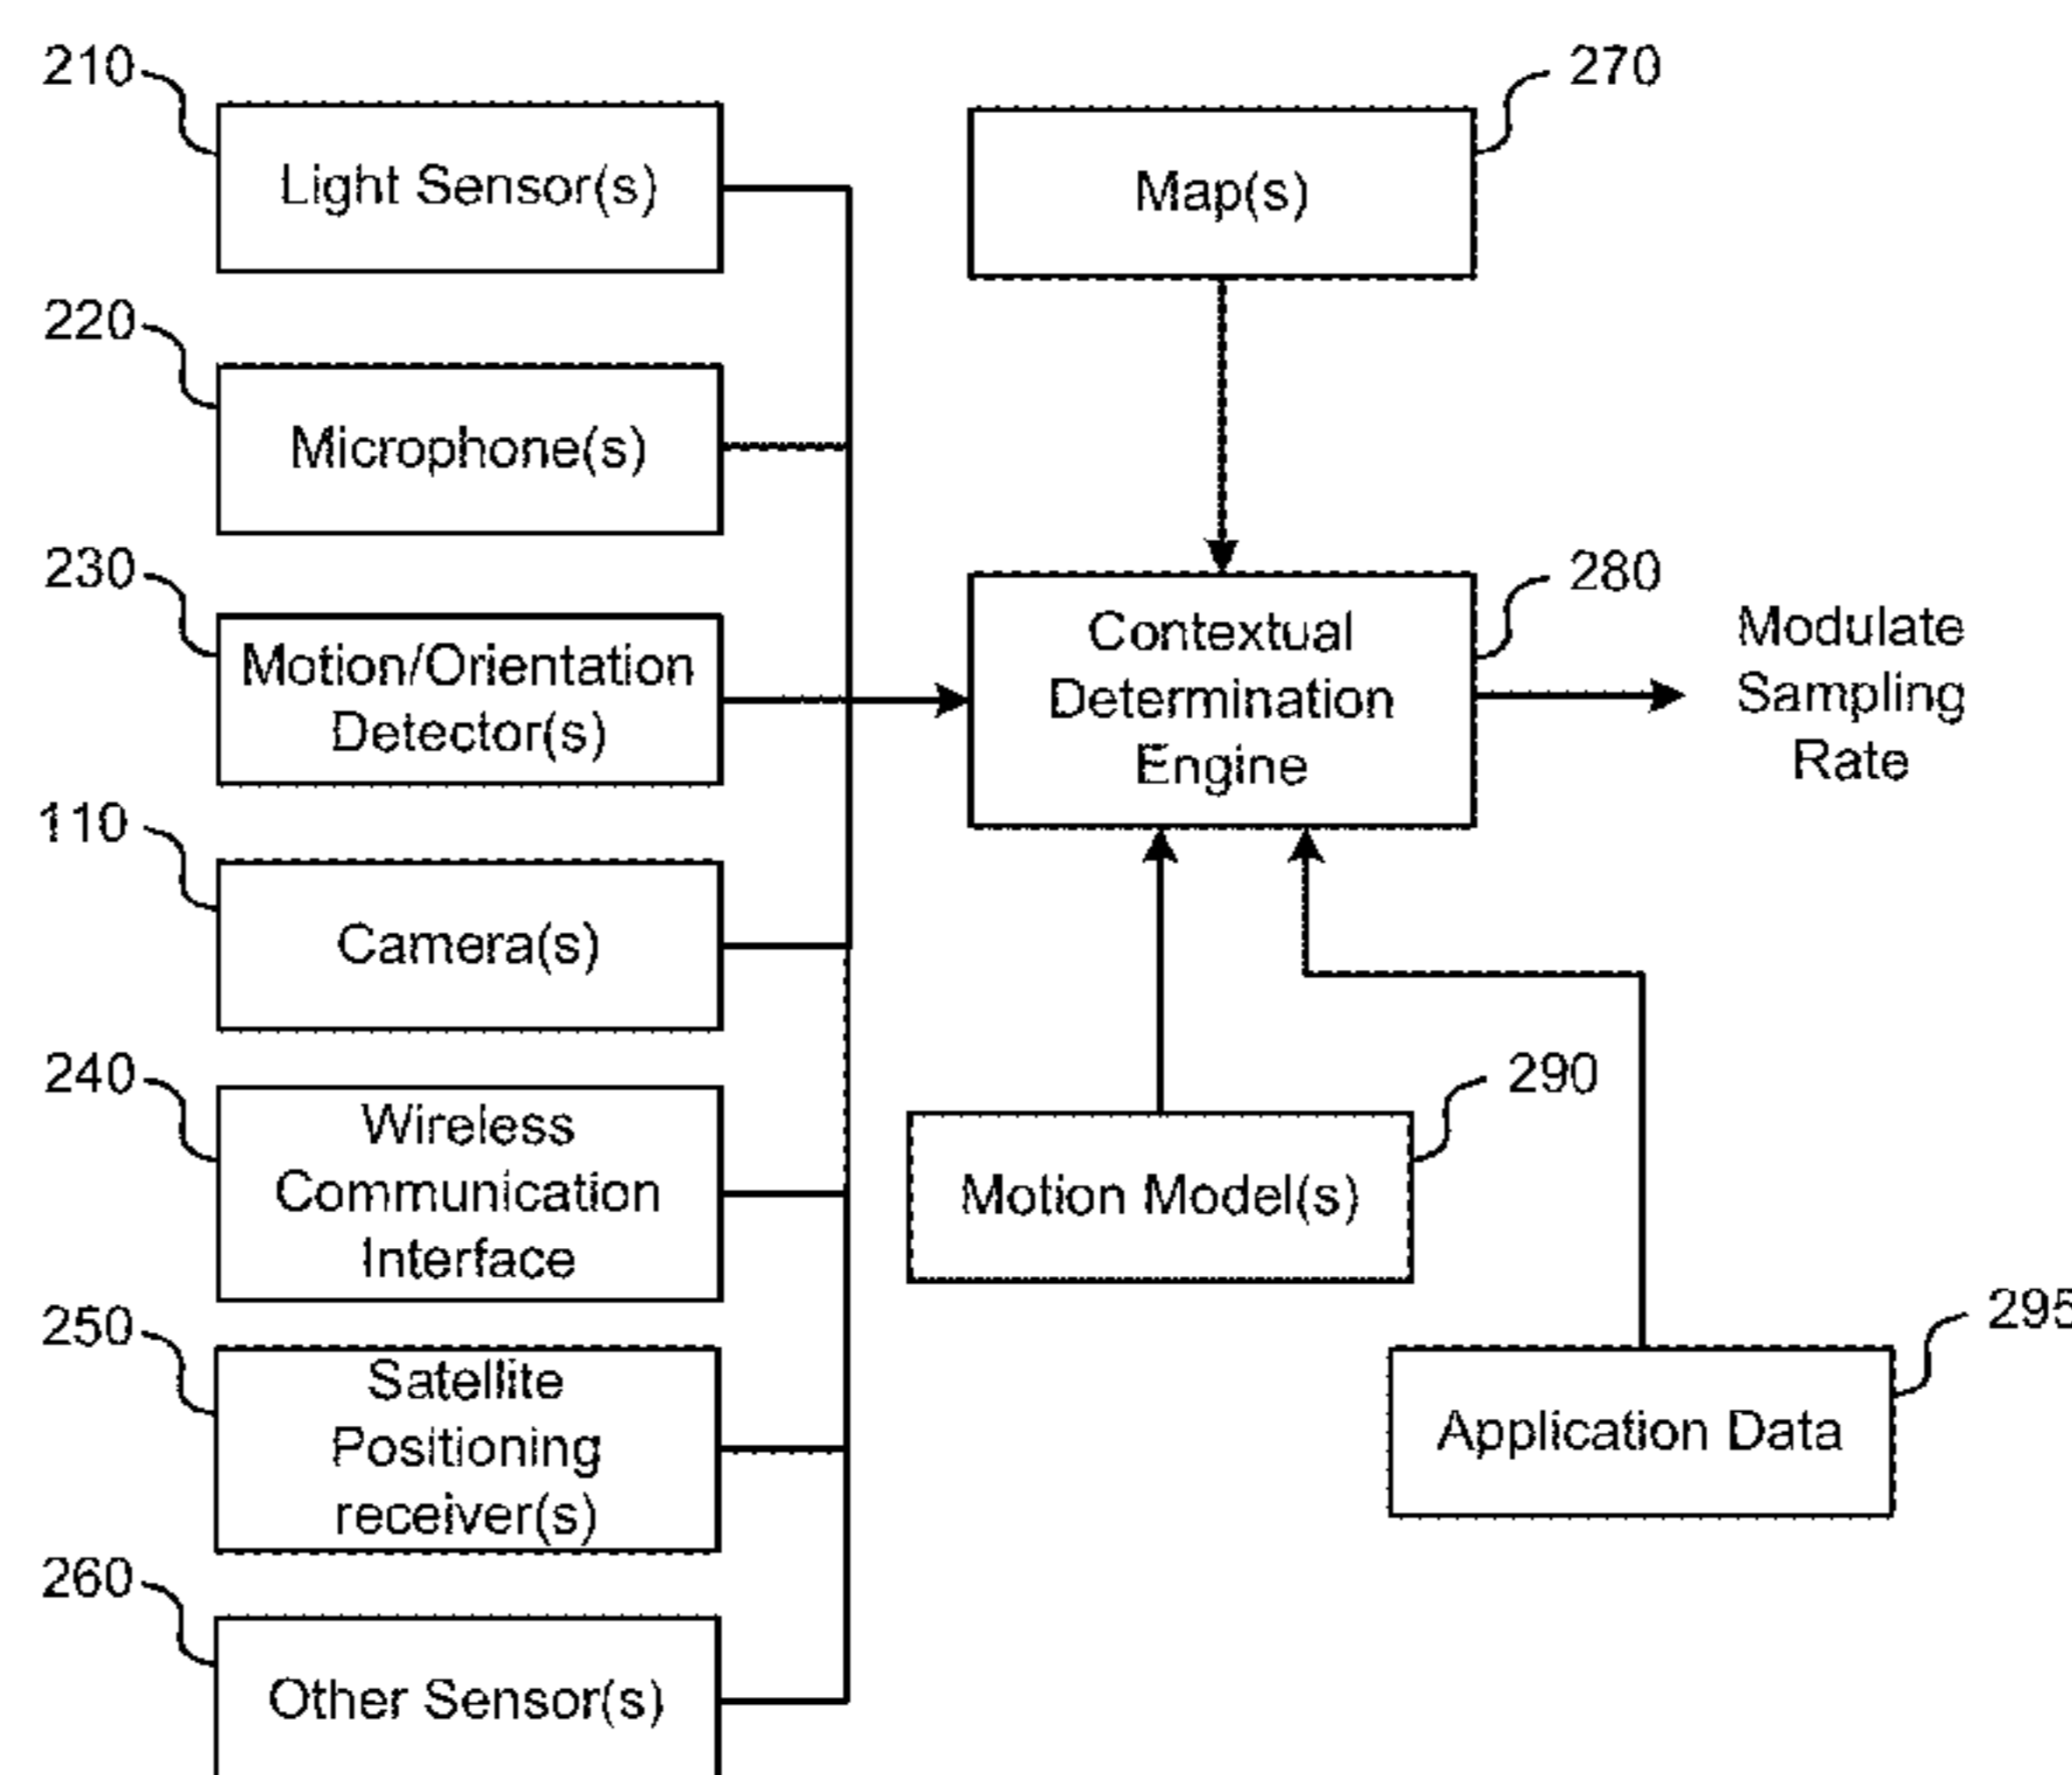 210
Light Sensor(s)
220
Microphone(s)
230
Motion/Orientation
Detector(s)
110
Camera(s)
240
Wireless
Communication
Interface
250
Satellite
Positioning
receiver(s)
260
Other Sensor(s)
270
Map(s)
280
Contextual
Determination
Engine
Modulate
Sampling
Rate
290
Motion Model(s)
295
Application Data